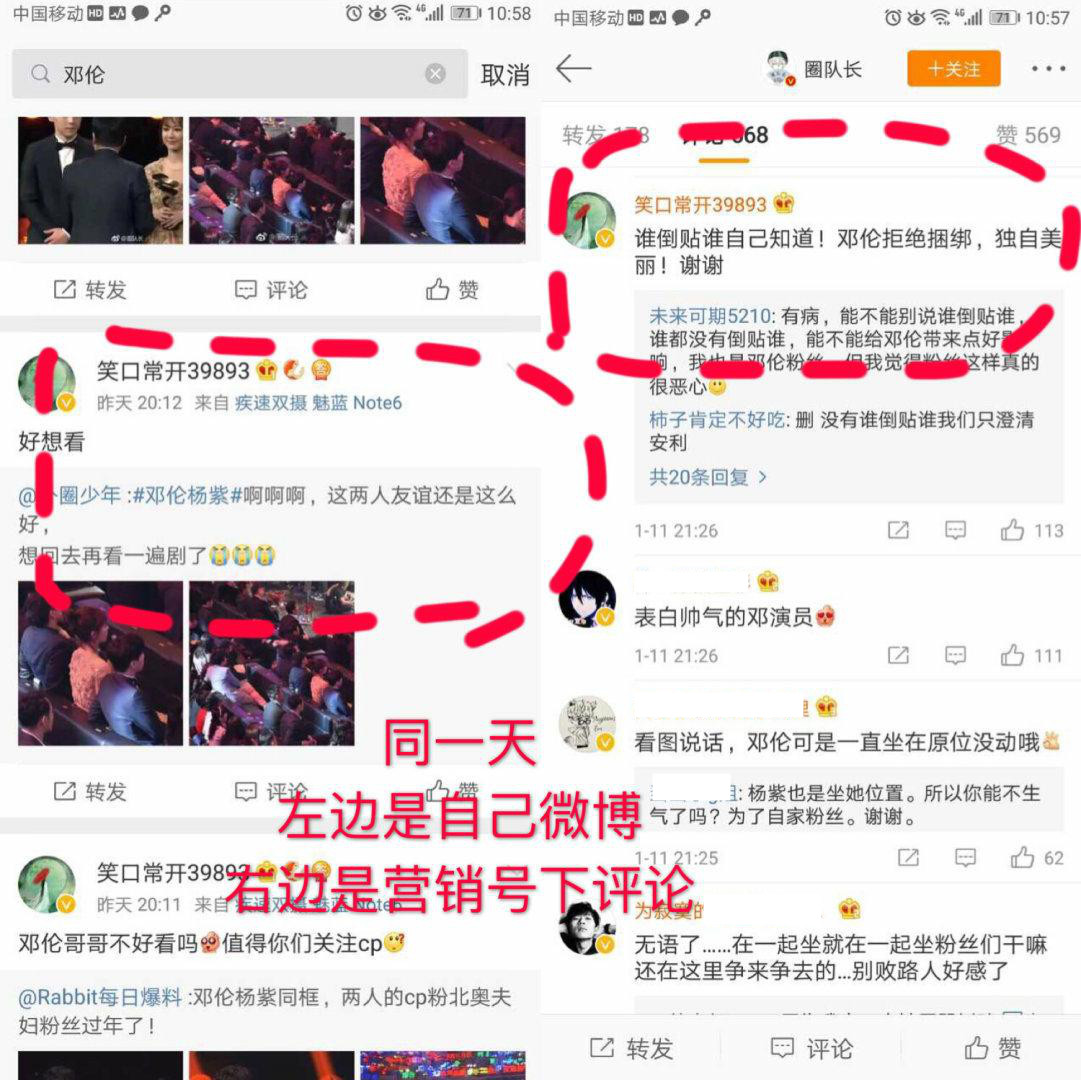 中国移动 HD 4G 71 10:58
邓伦 取消
转发 评论 赞
笑口常开39893
昨天 20:12 来自 疾速双摄 魅蓝 Note6
好想看
圈少年 :#邓伦杨紫#啊啊啊，这两人友谊还是这么
好，
想回去再看一遍剧了😭😭😭
转发 评论 赞
笑口常开39893
昨天 20:11 来自 疾速双摄 魅蓝 Note6
邓伦哥哥不好看吗 值得你们关注cp
@Rabbit每日爆料 :邓伦杨紫同框，两人的cp粉北奥夫
妇粉丝过年了！
中国移动 HD 4G 71 10:57
圈队长 +关注
转发 评论 赞 569
笑口常开39893
谁倒贴谁自己知道！邓伦拒绝捆绑，独自美
丽！谢谢
未来可期5210: 有病，能不能别说谁倒贴谁，
谁都没有倒贴谁，能不能给邓伦带来点好影
响，我也是邓伦粉丝，但我觉得粉丝这样真的
很恶心
柿子肯定不好吃: 删 没有谁倒贴谁我们只澄清
安利
共20条回复 >
1-11 21:26 113
表白帅气的邓演员
1-11 21:26 111
看图说话，邓伦可是一直坐在原位没动哦
: 杨紫也是坐她位置。所以你能不生
气了吗？为了自家粉丝。谢谢。
1-11 21:25 62
为寂寞的
无语了……在一起坐就在一起坐粉丝们干嘛
还在这里争来争去的…别败路人好感了
转发 评论 赞
同一天
左边是自己微博
右边是营销号下评论